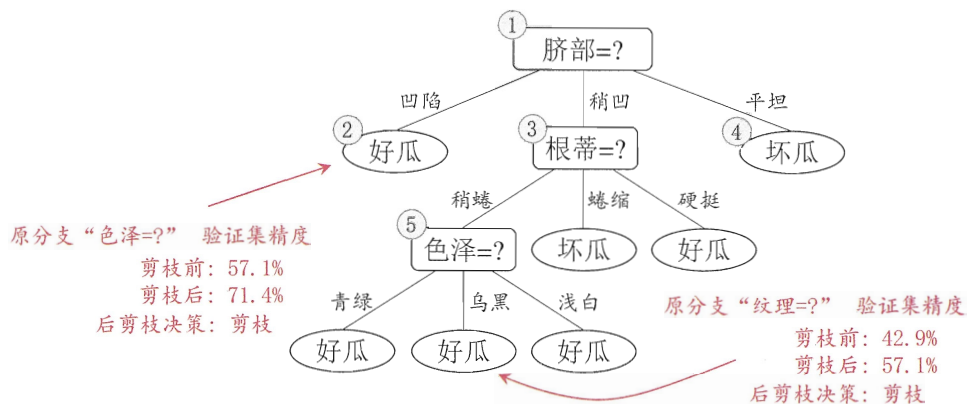 ①
脐部=?
凹陷
稍凹
平坦
②
好瓜
③
根蒂=?
④
坏瓜
稍蜷
蜷缩
硬挺
原分支“色泽=?” 验证集精度
剪枝前: 57.1%
剪枝后: 71.4%
后剪枝决策: 剪枝
⑤
色泽=?
坏瓜
好瓜
青绿
乌黑
浅白
好瓜
好瓜
好瓜
原分支“纹理=?” 验证集精度
剪枝前: 42.9%
剪枝后: 57.1%
后剪枝决策: 剪枝